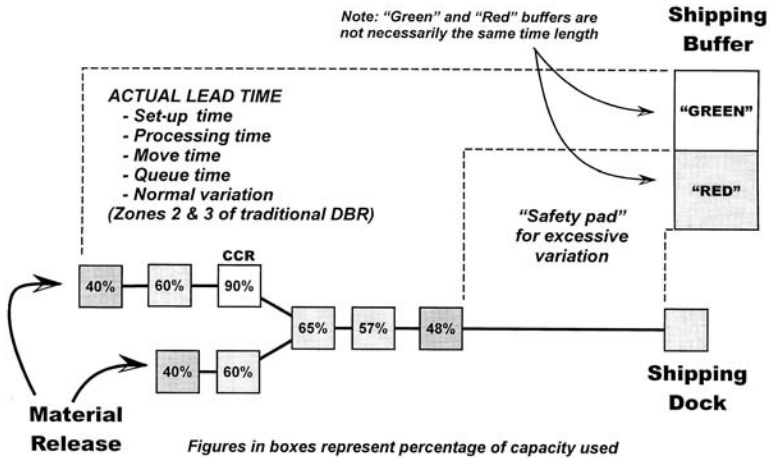 Note: “Green” and “Red” buffers are
not necessarily the same time length
Shipping
Buffer
ACTUAL LEAD TIME
- Set-up time
- Processing time
- Move time
- Queue time
- Normal variation
(Zones 2 & 3 of traditional DBR)
“GREEN”
“RED”
“Safety pad”
for excessive
variation
CCR
40%
60%
90%
65%
57%
48%
40%
60%
Material
Release
Shipping
Dock
Figures in boxes represent percentage of capacity used